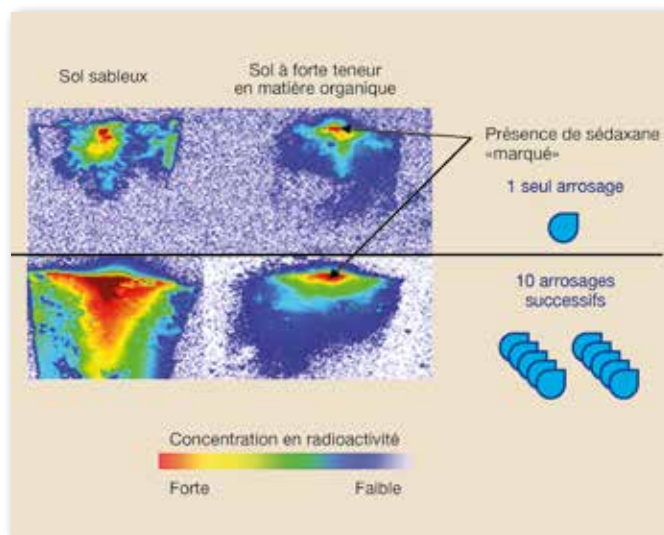 Sol sableux
Sol à forte teneur
en matière organique
Présence de sédaxane
«marqué»
1 seul arrosage
10 arrosages
successifs
Concentration en radioactivité
Forte
Faible